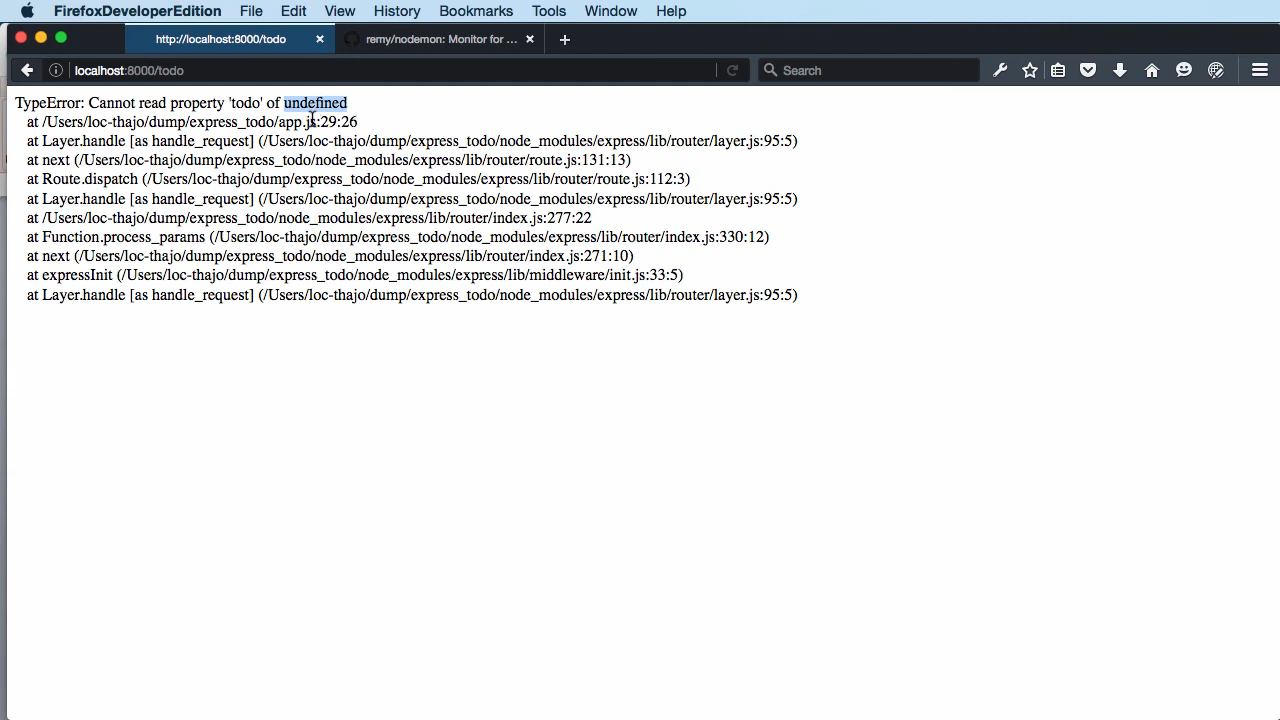 FirefoxDeveloperEdition File Edit View History Bookmarks Tools Window Help
http://localhost:8000/todo × remy/nodemon: Monitor for ... × +
localhost:8000/todo Search
TypeError: Cannot read property 'todo' of undefined
at /Users/loc-thajo/dump/express_todo/app.js:29:26
at Layer.handle [as handle_request] (/Users/loc-thajo/dump/express_todo/node_modules/express/lib/router/layer.js:95:5)
at next (/Users/loc-thajo/dump/express_todo/node_modules/express/lib/router/route.js:131:13)
at Route.dispatch (/Users/loc-thajo/dump/express_todo/node_modules/express/lib/router/route.js:112:3)
at Layer.handle [as handle_request] (/Users/loc-thajo/dump/express_todo/node_modules/express/lib/router/layer.js:95:5)
at /Users/loc-thajo/dump/express_todo/node_modules/express/lib/router/index.js:277:22
at Function.process_params (/Users/loc-thajo/dump/express_todo/node_modules/express/lib/router/index.js:330:12)
at next (/Users/loc-thajo/dump/express_todo/node_modules/express/lib/router/index.js:271:10)
at expressInit (/Users/loc-thajo/dump/express_todo/node_modules/express/lib/middleware/init.js:33:5)
at Layer.handle [as handle_request] (/Users/loc-thajo/dump/express_todo/node_modules/express/lib/router/layer.js:95:5)